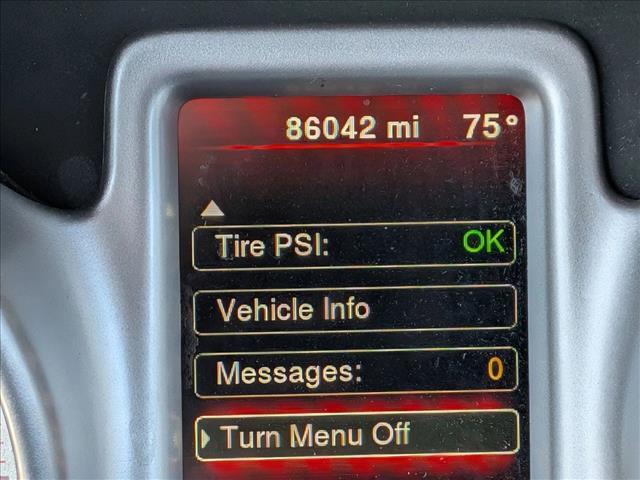 86042 mi 75°
Tire PSI: OK
Vehicle Info
Messages: 0
Turn Menu Off